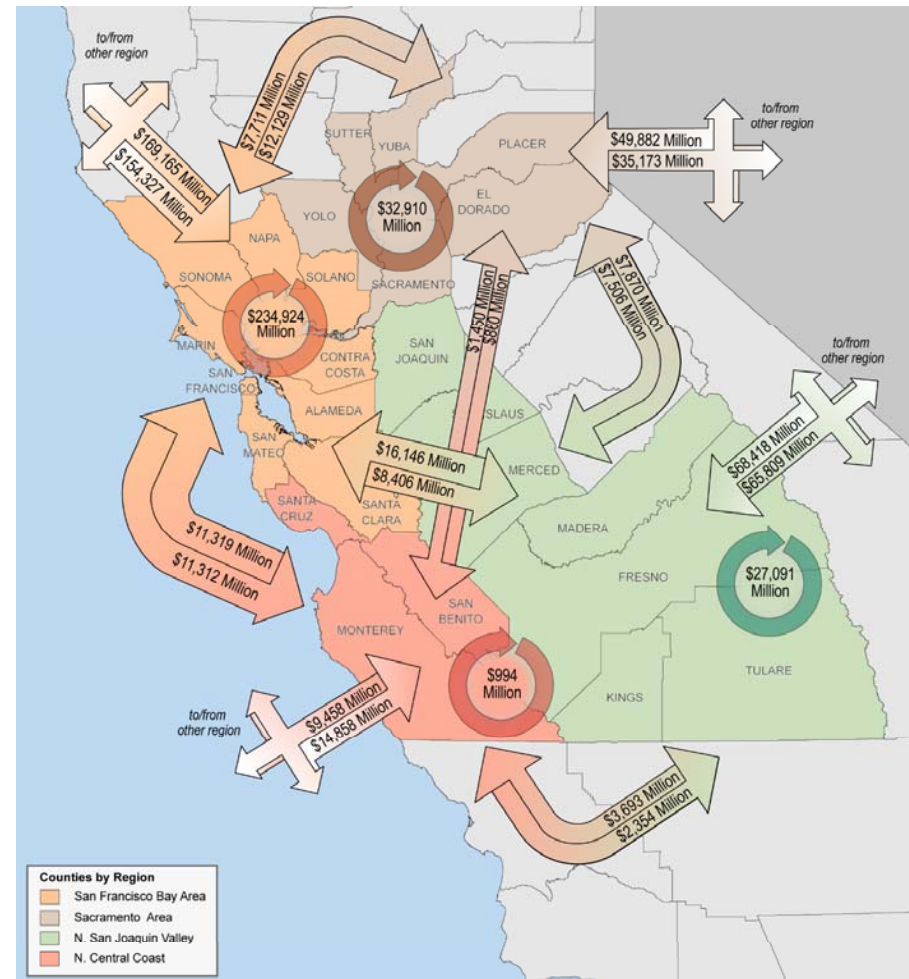 to/from
other region
$7,711 Million
$12,129 Million
$169,165 Million
$154,327 Million
to/from
other region
$49,882 Million
$35,173 Million
SUTTER
YUBA
PLACER
YOLO
EL
DORADO
$32,910
Million
NAPA
SONOMA
SOLANO
SACRAMENTO
$234,924
Million
$7,870 Million
$7,506 Million
MARIN
SAN
FRANCISCO
CONTRA
COSTA
SAN
JOAQUIN
$1,450 Million
$860 Million
to/from
other region
ALAMEDA
SLAUS
SAN
MATEO
$16,146 Million
$8,406 Million
MERCED
$68,418 Million
$65,809 Million
SANTA
CRUZ
SANTA
CLARA
MADERA
$11,319 Million
$11,312 Million
FRESNO
$27,091
Million
MONTEREY
SAN
BENITO
$994
Million
KINGS
TULARE
to/from
other region
$9,458 Million
$14,858 Million
$3,693 Million
$2,354 Million
Counties by Region
San Francisco Bay Area
Sacramento Area
N. San Joaquin Valley
N. Central Coast